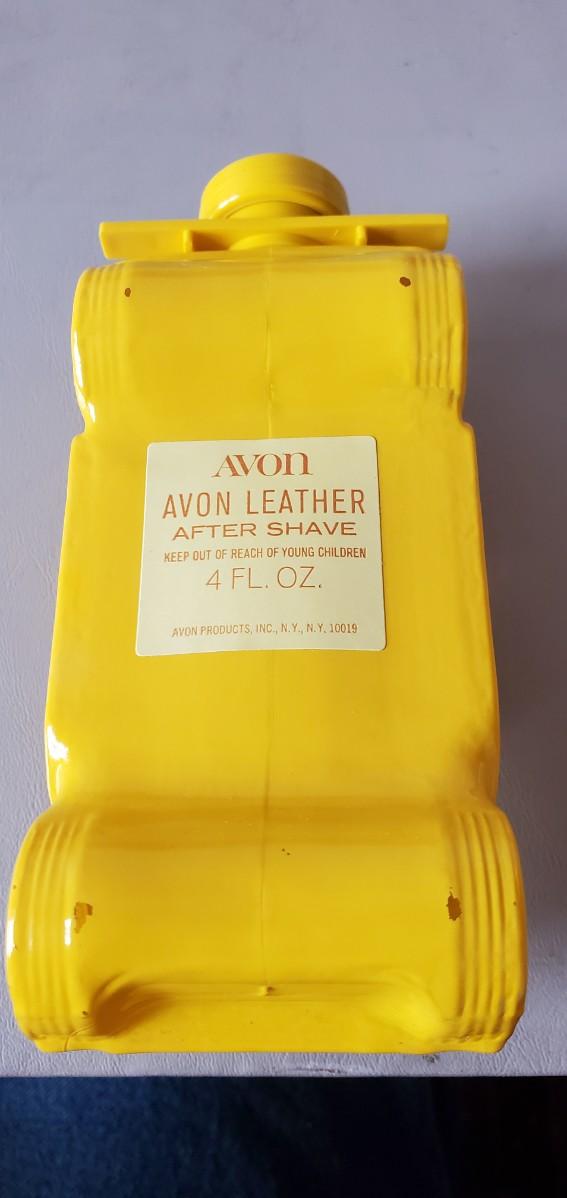 AVON
AVON LEATHER
AFTER SHAVE
KEEP OUT OF REACH OF YOUNG CHILDREN
4 FL. OZ.
AVON PRODUCTS, INC., N.Y., N.Y. 10019